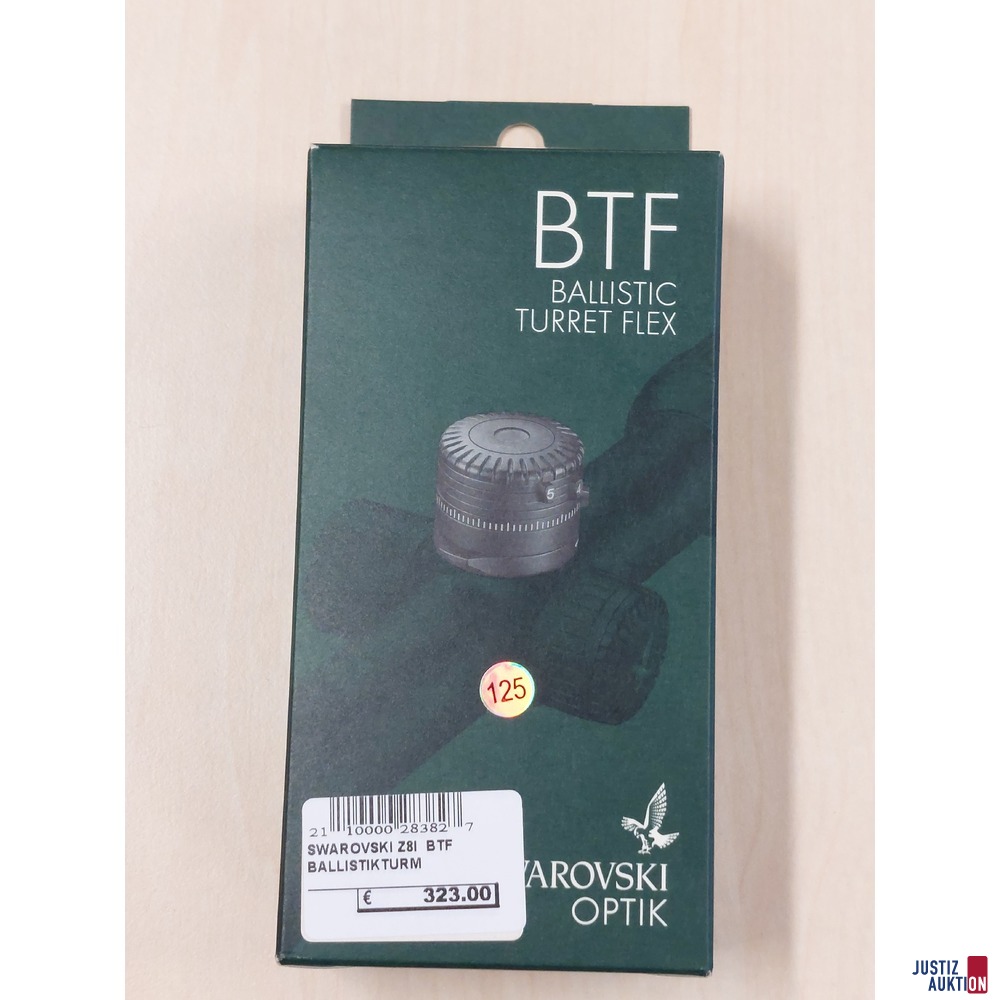 BTF
BALLISTIC
TURRET FLEX
5
125
21 10000 28382 7
SWAROVSKI Z8I BTF
BALLISTIKTURM
€ 323.00
WAROVSKI
OPTIK
JUSTIZ
AUKTION